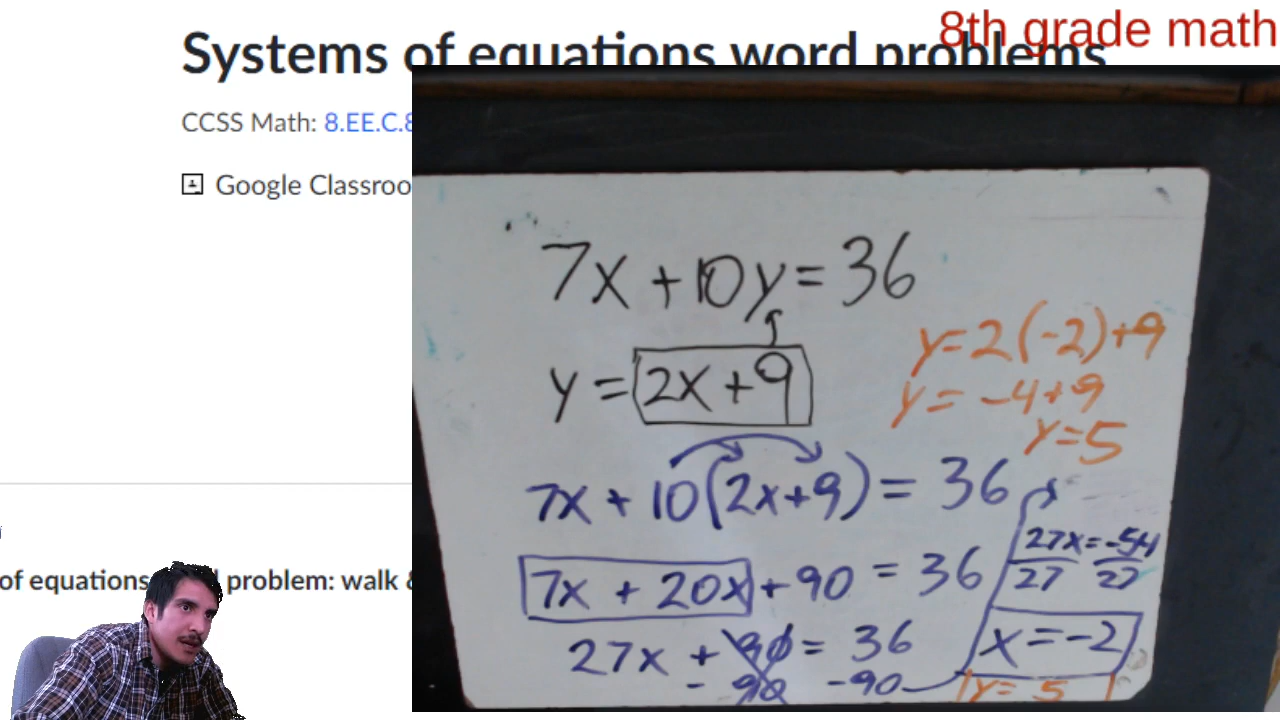 Systems of equations word problems
8th grade math
CCSS Math: 8.EE.C.8
Google Classroo
of equations problem: walk &
7x + 10y = 36
y = 2x + 9
7x + 10(2x+9) = 36
7x + 20x + 90 = 36
27x + 90 = 36
- 90 -90
27x = -54
27 27
x = -2
y = 5
y = 2(-2)+9
y = -4+9
y = 5